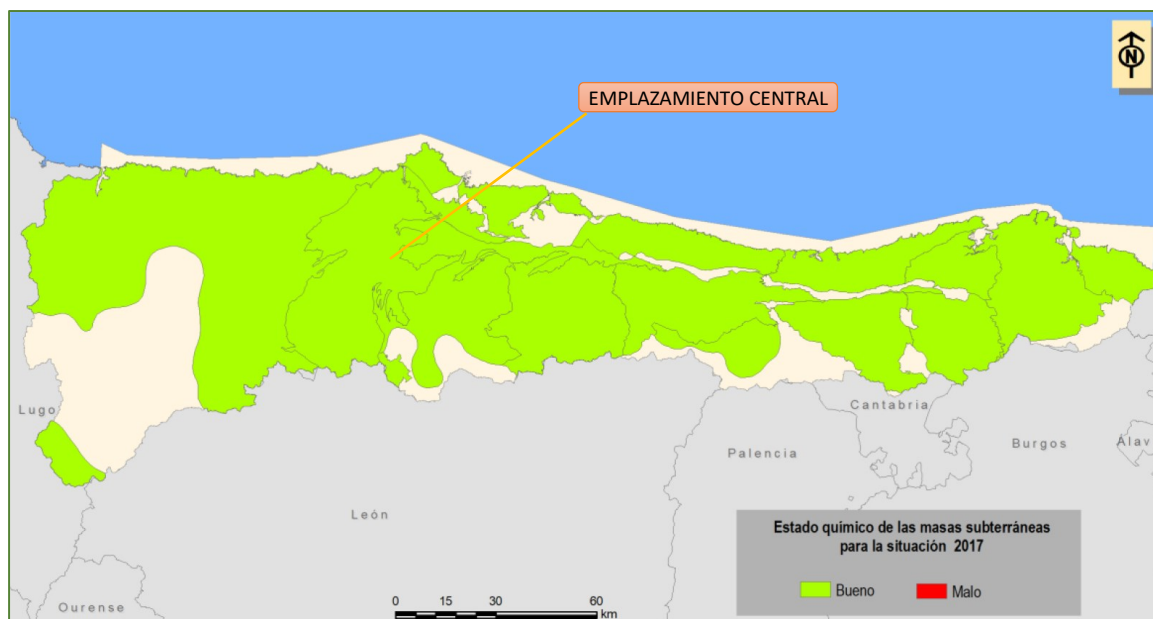 N
EMPLAZAMIENTO CENTRAL
Lugo
Cantabria
Burgos
Álav
Palencia
León
Estado químico de las masas subterráneas
para la situación 2017
Bueno
Malo
Ourense
0 15 30 60
km